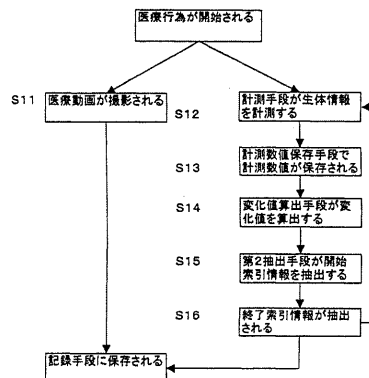 医療行為が開始される
S11
医療動画が撮影される
S12
計測手段が生体情報
を計測する
S13
計測数値保存手段で
計測数値が保存される
S14
変化値算出手段が変
化値を算出する
S15
第2抽出手段が開始
索引情報を抽出する
S16
終了索引情報が抽出
される
記録手段に保存される